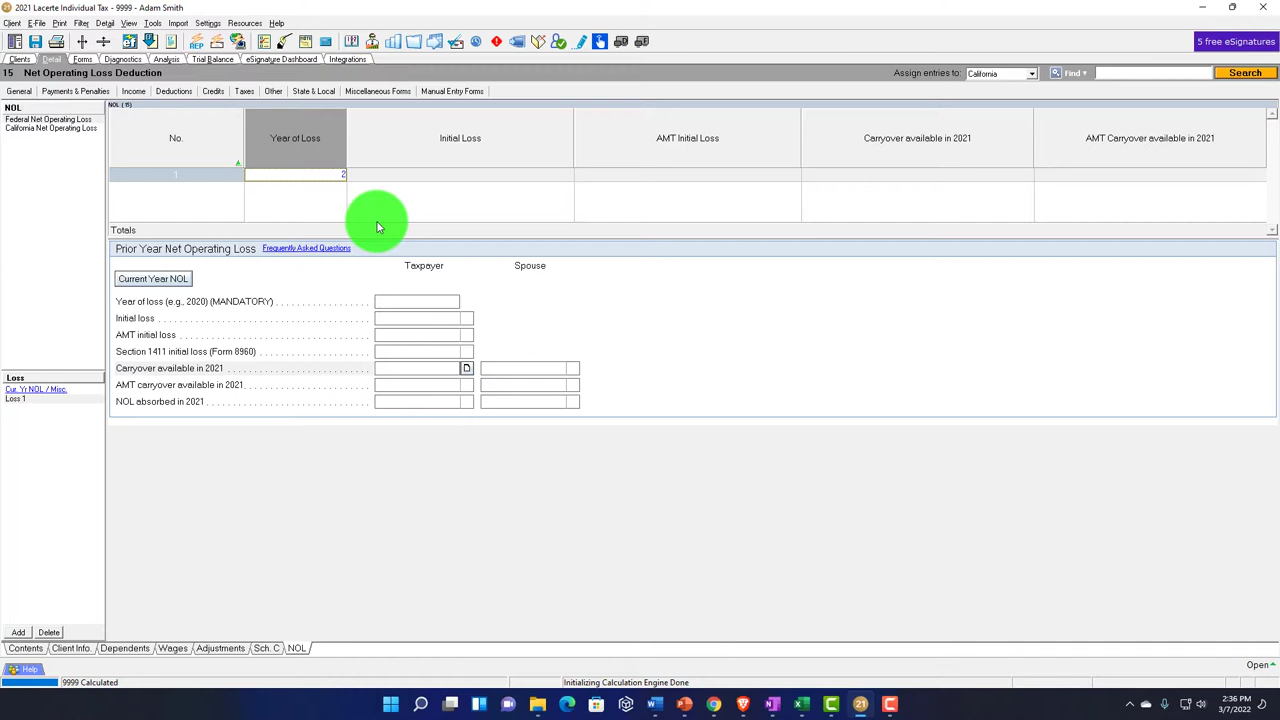 2021 Lacerte Individual Tax - 9999 - Adam Smith
Client E-File Print Filter Detail View Tools Import Settings Resources Help
5 free eSignatures
Clients Detail Forms Diagnostics Analysis Trial Balance eSignature Dashboard Integrations
15 Net Operating Loss Deduction Assign entries to: California Find Search
General Payments & Penalties Income Deductions Credits Taxes Other State & Local Miscellaneous Forms Manual Entry Forms
NOL
Federal Net Operating Loss
California Net Operating Loss
NOL (15)
No. Year of Loss Initial Loss AMT Initial Loss Carryover available in 2021 AMT Carryover available in 2021
1 2
Totals
Prior Year Net Operating Loss Frequently Asked Questions
Taxpayer Spouse
Current Year NOL
Year of loss (e.g., 2020) (MANDATORY)
Initial loss
AMT initial loss
Section 1411 initial loss (Form 8960)
Carryover available in 2021
AMT carryover available in 2021
NOL absorbed in 2021
Loss
Cur. Yr NOL / Misc.
Loss 1
Add Delete
Contents Client Info. Dependents Wages Adjustments Sch. C NOL
Help Open
9999 Calculated Initializing Calculation Engine Done
2:36 PM
3/7/2022